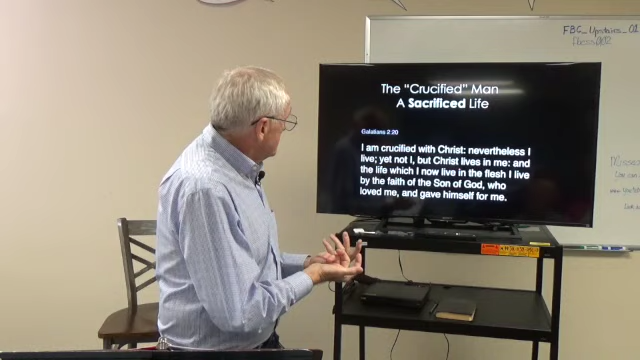 FBC_Updates_01
The "Crucified" Man
A Sacrificed Life
Galatians 2:20
I am crucified with Christ: nevertheless I
live; yet not I, but Christ lives in me: and
the life which I now live in the flesh I live
by the faith of the Son of God, who
loved me, and gave himself for me.